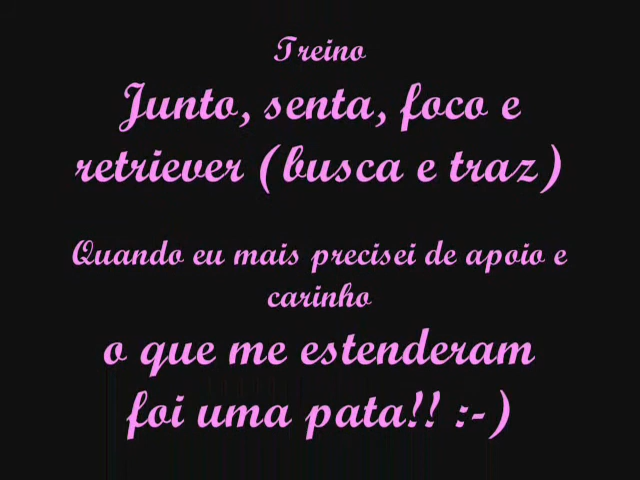 Treino
Junto, senta, foco e
retriever (busca e traz)
Quando eu mais precisei de apoio e
carinho
o que me estenderam
foi uma pata!! :-)